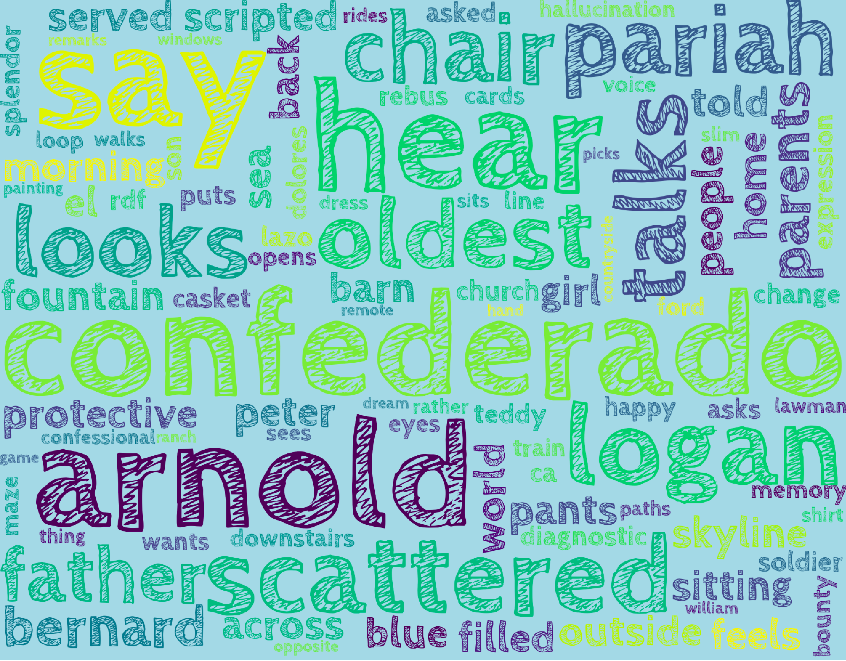 served scripted rides asked hallucination
remarks windows
splendor say back chair pariah
rebus cards voice told
loop walks hear talks slim
morning non sea dolores picks people home parents expression
painting el rdf puts dress sits line
looks lazo opens oldest countryside
fountain casket barn church girl ford change
remote hand
confederado
protective peter dream rather teddy happy asks lawman
confessional ranch sees eyes
game arnold world train logan
maze ca memory
pants paths shirt
thing wants downstairs diagnostic skyline
father scattered soldier
sitting
william bounty
bernard across blue filled outside feels
opposite